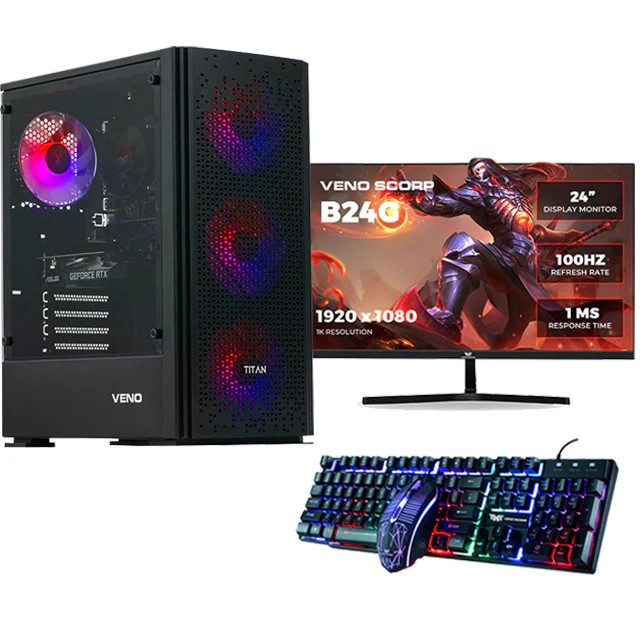 VENO SCORP
B24G
24"
DISPLAY MONITOR
100HZ
REFRESH RATE
1920 x 1080
1K RESOLUTION
1 MS
RESPONSE TIME
GEFORCE RTX
TITAN
VENO